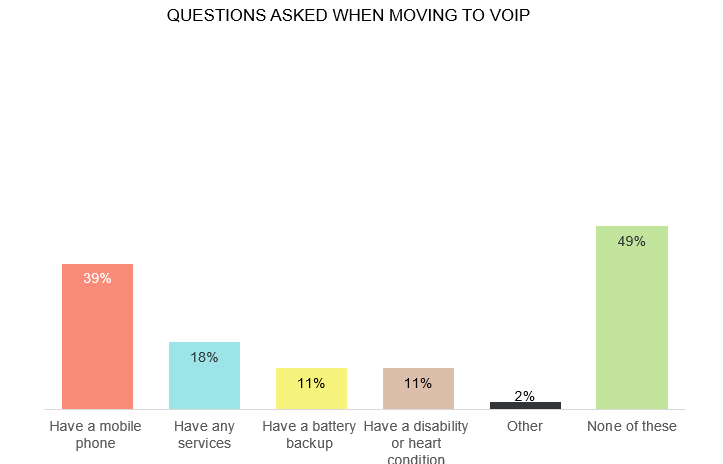 QUESTIONS ASKED WHEN MOVING TO VOIP
39%
18%
11%
11%
2%
49%
Have a mobile
phone
Have any
services
Have a battery
backup
Have a disability
or heart
condition
Other
None of these